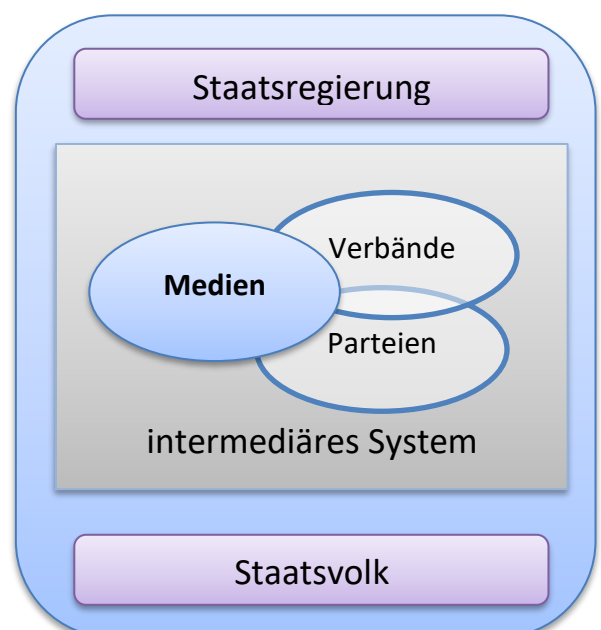 Staatsregierung
Verbände
Medien
Parteien
intermediäres System
Staatsvolk